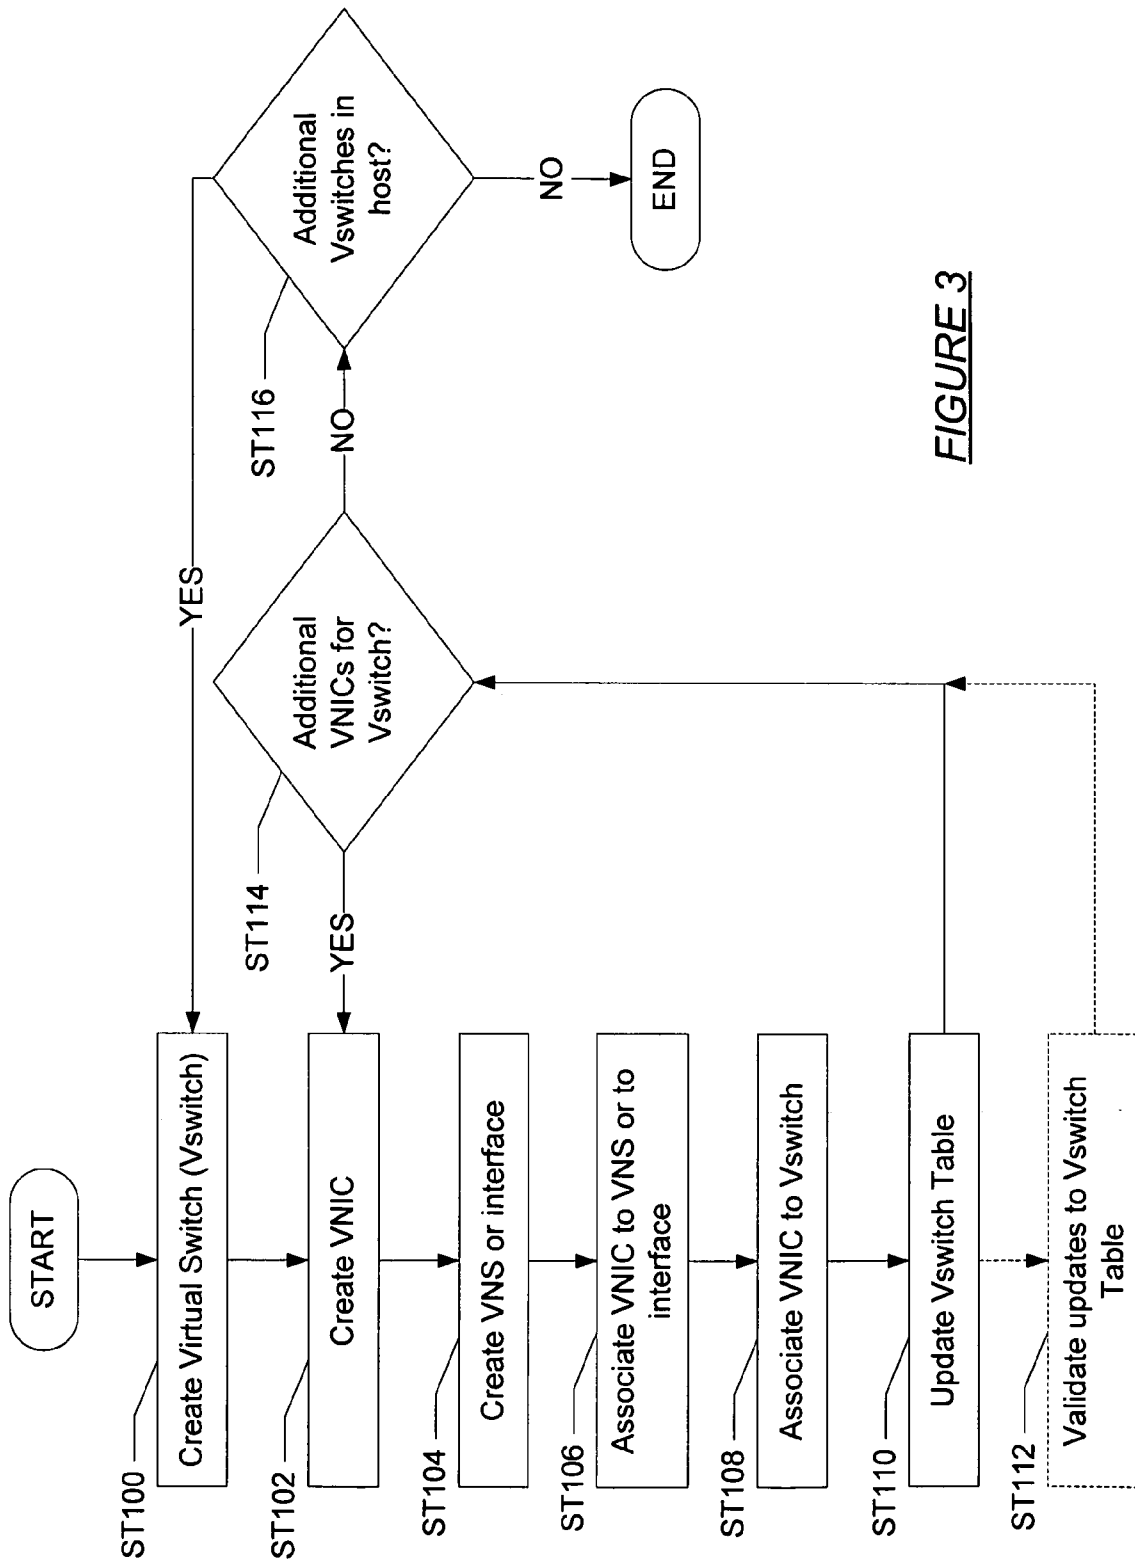 START
ST100
Create Virtual Switch (Vswitch)
ST102
Create VNIC
ST104
Create VNS or interface
ST106
Associate VNIC to VNS or to
interface
ST108
Associate VNIC to Vswitch
ST110
Update Vswitch Table
ST112
Validate updates to Vswitch
Table
ST114
Additional
VNICs for
Vswitch?
YES
NO
ST116
Additional
Vswitches in
host?
YES
NO
END
FIGURE 3